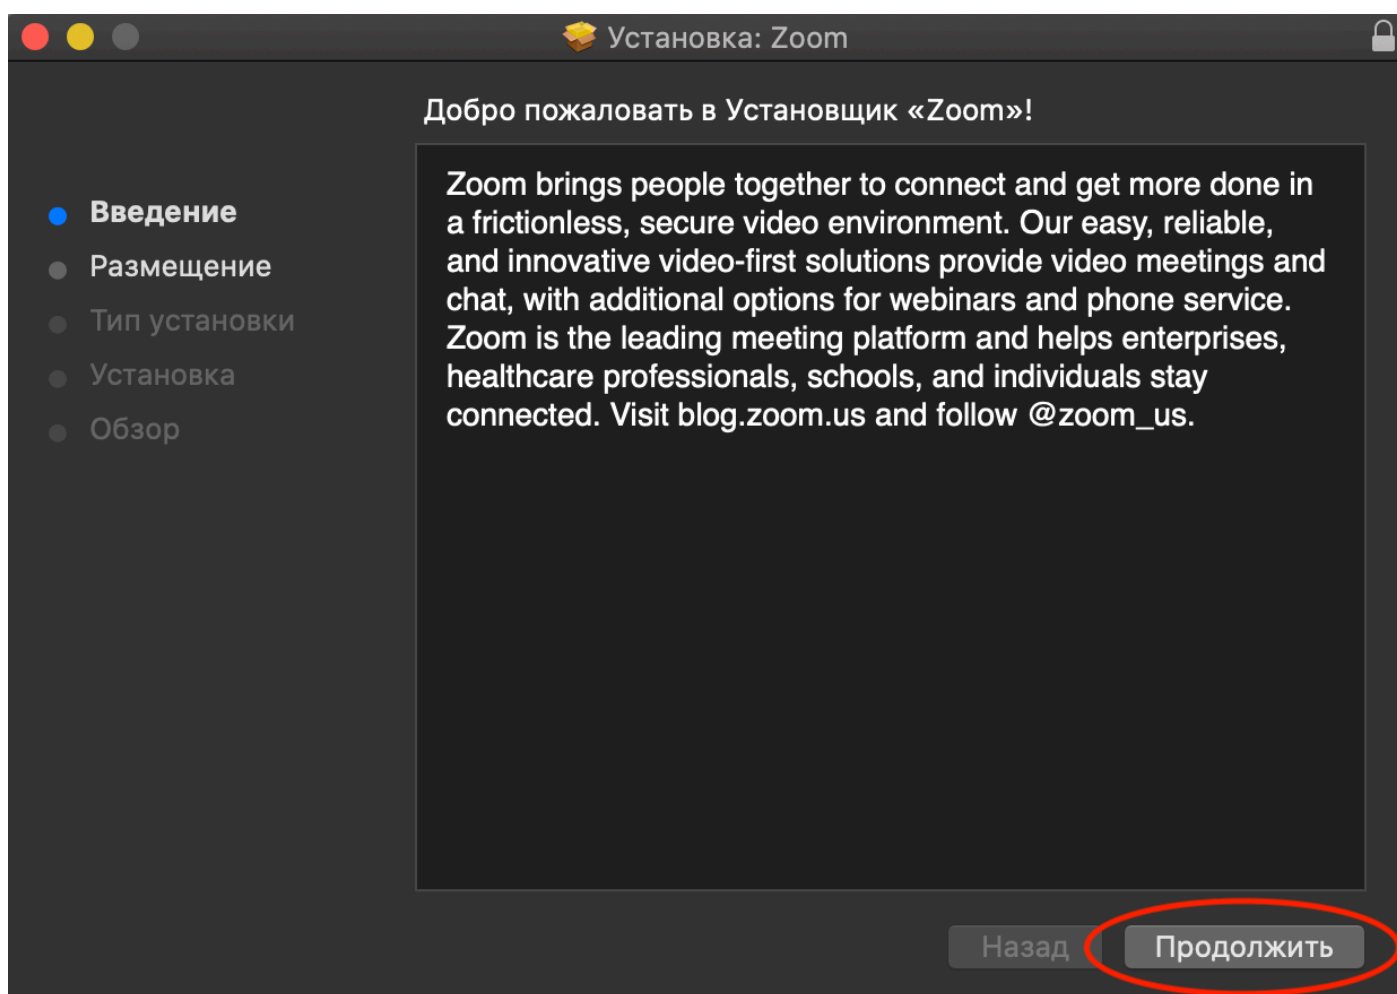 Установка: Zoom
Добро пожаловать в Установщик «Zoom»!
Введение
Размещение
Тип установки
Установка
Обзор
Zoom brings people together to connect and get more done in
a frictionless, secure video environment. Our easy, reliable,
and innovative video-first solutions provide video meetings and
chat, with additional options for webinars and phone service.
Zoom is the leading meeting platform and helps enterprises,
healthcare professionals, schools, and individuals stay
connected. Visit blog.zoom.us and follow @zoom_us.
Назад
Продолжить